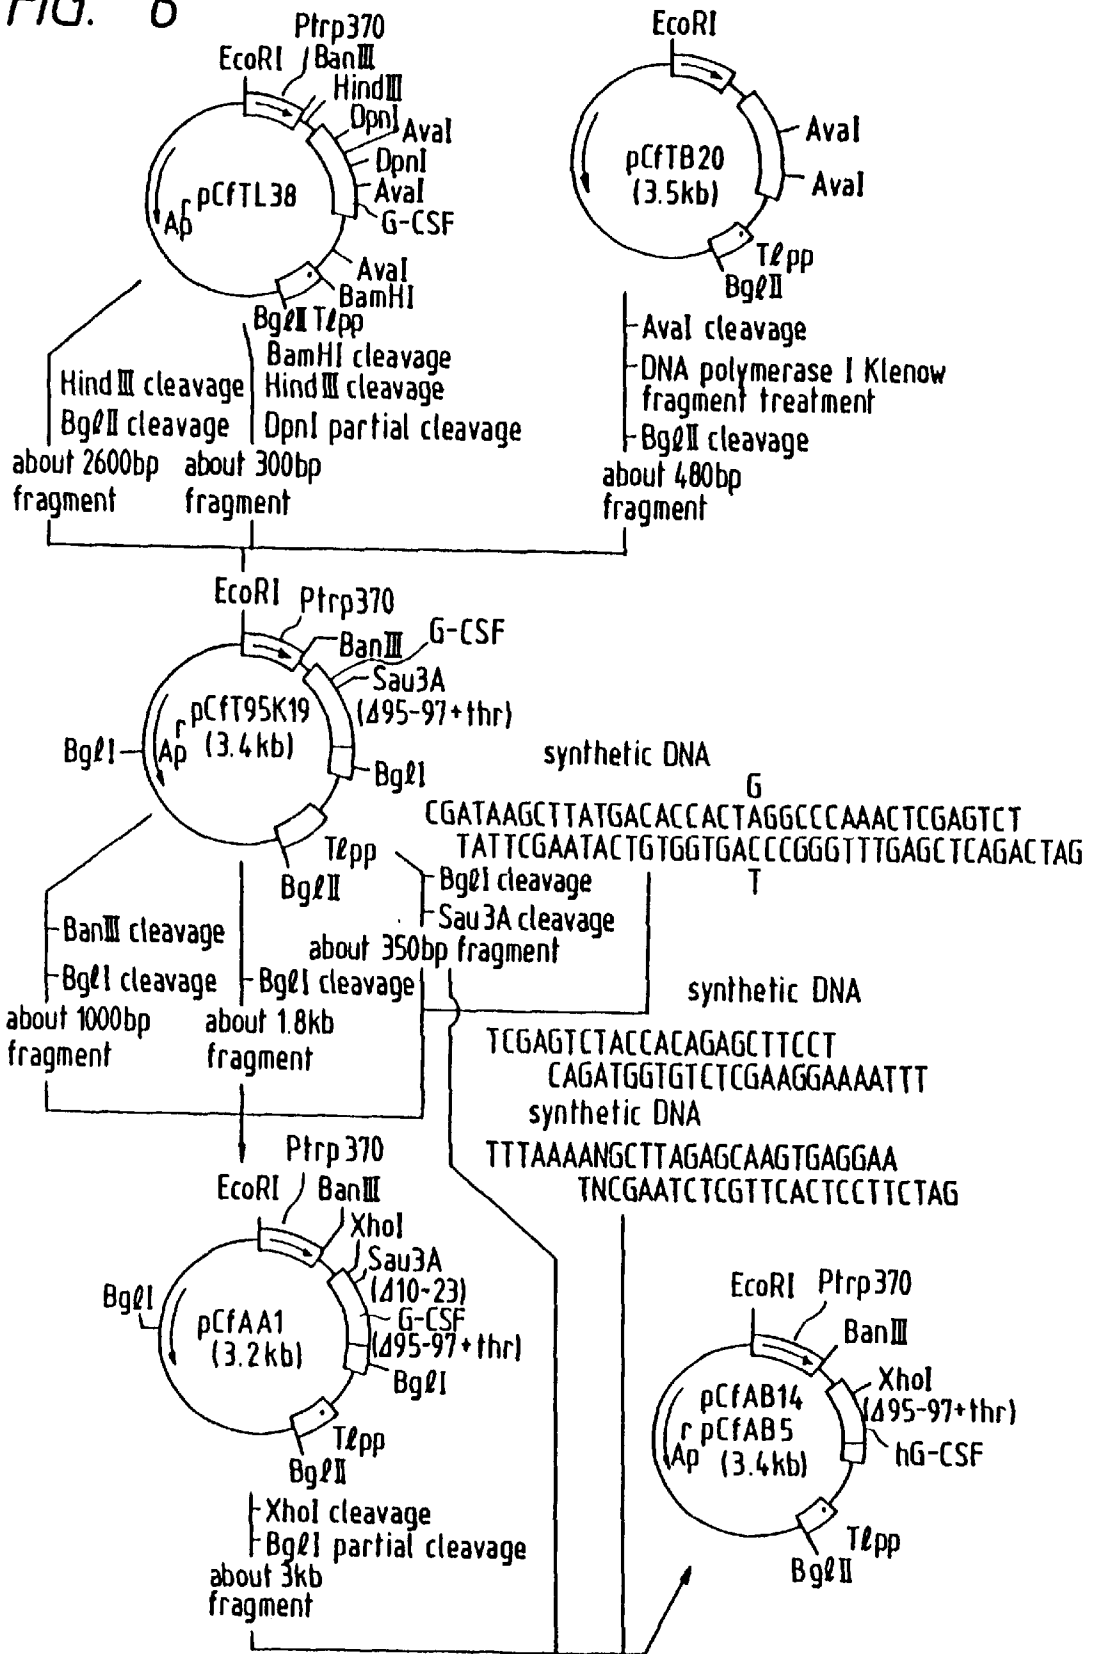 FIG. 6
Ptrp370
EcoRI
BanIII
HindIII
DpnI
AvaI
DpnI
AvaI
G-CSF
pCfTL38
Apr
AvaI
BamHI
BglII Tlpp
EcoRI
AvaI
AvaI
pCfTB20
(3.5kb)
Tlpp
BglII
HindIII cleavage
BglII cleavage
about 2600bp
fragment
BamHI cleavage
HindIII cleavage
DpnI partial cleavage
about 300bp
fragment
AvaI cleavage
DNA polymerase I Klenow
fragment treatment
BglII cleavage
about 480bp
fragment
EcoRI
Ptrp370
BanIII
G-CSF
Sau3A
(Δ95-97+thr)
pCfT95K19
(3.4kb)
Apr
BglI
BglI
Tlpp
BglII
synthetic DNA
G
CGATAAGCTTATGACACCACTAGGCCCAAACTCGAGTCT
TATTCGAATACTGTGGTGACCCGGGTTTGAGCTCAGACTAG
T
BglI cleavage
Sau3A cleavage
about 350bp fragment
BanIII cleavage
BglI cleavage
about 1000bp
fragment
BglI cleavage
about 1.8kb
fragment
synthetic DNA
TCGAGTCTACCACAGAGCTTCCT
CAGATGGTGTCTCGAAGGAAAATTT
synthetic DNA
TTTAAAANGCTTAGAGCAAGTGAGGAA
TNCGAATCTCGTTCACTCCTTCTAG
Ptrp370
EcoRI
BanIII
XhoI
Sau3A
(Δ10-23)
G-CSF
(Δ95-97+thr)
BglI
BglI
pCfAA1
(3.2kb)
Tlpp
BglII
XhoI cleavage
BglI partial cleavage
about 3kb
fragment
EcoRI
Ptrp370
BanIII
XhoI
(Δ95-97+thr)
hG-CSF
pCfAB14
pCfAB5
Apr
(3.4kb)
Tlpp
BglII